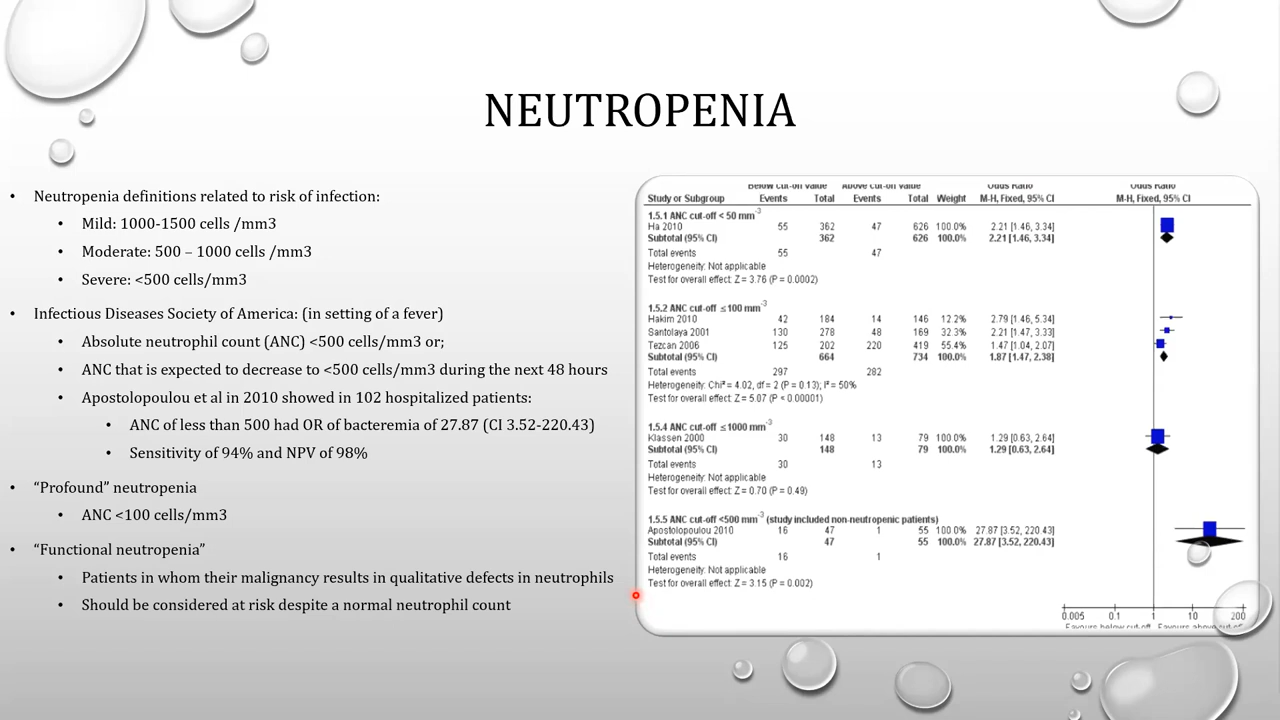 NEUTROPENIA
• Neutropenia definitions related to risk of infection:
• Mild: 1000-1500 cells /mm3
• Moderate: 500 – 1000 cells /mm3
• Severe: <500 cells/mm3
• Infectious Diseases Society of America: (in setting of a fever)
• Absolute neutrophil count (ANC) <500 cells/mm3 or;
• ANC that is expected to decrease to <500 cells/mm3 during the next 48 hours
• Apostolopoulou et al in 2010 showed in 102 hospitalized patients:
• ANC of less than 500 had OR of bacteremia of 27.87 (CI 3.52-220.43)
• Sensitivity of 94% and NPV of 98%
• “Profound” neutropenia
• ANC <100 cells/mm3
• “Functional neutropenia”
• Patients in whom their malignancy results in qualitative defects in neutrophils
• Should be considered at risk despite a normal neutrophil count
Below cut-off value Above cut-off value Odds Ratio Odds Ratio
Study or Subgroup Events Total Events Total Weight M-H, Fixed, 95% CI M-H, Fixed, 95% CI
1.5.1 ANC cut-off < 50 mm-3
Ha 2010 55 362 47 626 100.0% 2.21 [1.46, 3.34]
Subtotal (95% CI) 362 626 100.0% 2.21 [1.46, 3.34]
Total events 55 47
Heterogeneity: Not applicable
Test for overall effect: Z = 3.76 (P = 0.0002)
1.5.2 ANC cut-off ≤ 100 mm-3
Hakim 2010 42 184 14 146 12.2% 2.79 [1.46, 5.34]
Santolaya 2001 130 278 48 169 32.3% 2.21 [1.47, 3.33]
Tezcan 2006 125 202 220 419 55.4% 1.47 [1.04, 2.07]
Subtotal (95% CI) 664 734 100.0% 1.87 [1.47, 2.38]
Total events 297 282
Heterogeneity: Chi² = 4.02, df = 2 (P = 0.13); I² = 50%
Test for overall effect: Z = 5.07 (P < 0.00001)
1.5.4 ANC cut-off ≤1000 mm-3
Klassen 2000 30 148 13 79 100.0% 1.29 [0.63, 2.64]
Subtotal (95% CI) 148 79 100.0% 1.29 [0.63, 2.64]
Total events 30 13
Heterogeneity: Not applicable
Test for overall effect: Z = 0.70 (P = 0.49)
1.5.5 ANC cut-off <500 mm-3 (study included non-neutropenic patients)
Apostolopoulou 2010 16 47 1 55 100.0% 27.87 [3.52, 220.43]
Subtotal (95% CI) 47 55 100.0% 27.87 [3.52, 220.43]
Total events 16 1
Heterogeneity: Not applicable
Test for overall effect: Z = 3.15 (P = 0.002)
0.005 0.1 1 10 200
Favours below cut-off Favours above cut-off